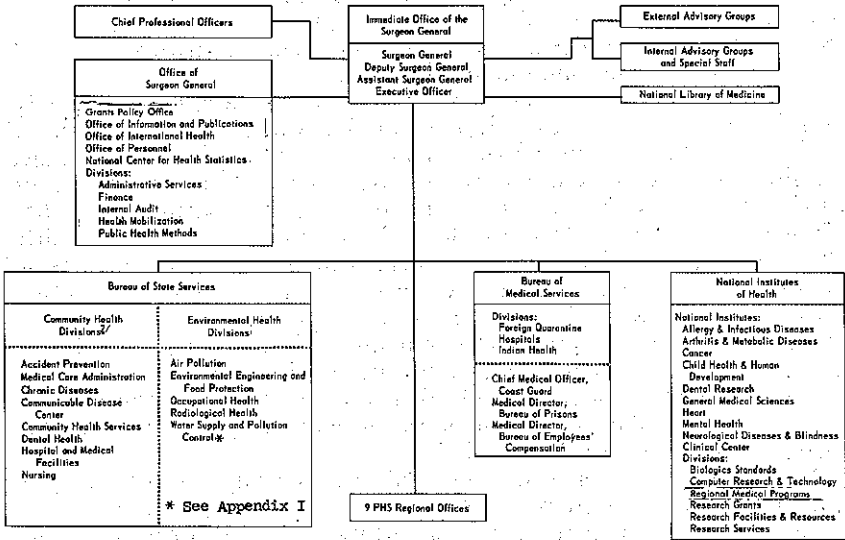 Chief Professional Officers
Immediate Office of the
Surgeon General
Surgeon General
Deputy Surgeon General
Assistant Surgeon General
Executive Officer
External Advisory Groups
Internal Advisory Groups
and Special Staff
National Library of Medicine
Office of
Surgeon General
Grants Policy Office
Office of Information and Publications
Office of International Health
Office of Personnel
National Center for Health Statistics
Divisions:
Administrative Services
Finance
Internal Audit
Health Mobilization
Public Health Methods
Bureau of State Services
Community Health
Divisions2/
Accident Prevention
Medical Care Administration
Chronic Diseases
Communicable Disease
Center
Community Health Services
Dental Health
Hospital and Medical
Facilities
Nursing
Environmental Health
Divisions
Air Pollution
Environmental Engineering and
Food Protection
Occupational Health
Radiological Health
Water Supply and Pollution
Control*
* See Appendix I
Bureau of
Medical Services
Divisions:
Foreign Quarantine
Hospitals
Indian Health
Chief Medical Officer,
Coast Guard
Medical Director,
Bureau of Prisons
Medical Director,
Bureau of Employees'
Compensation
National Institutes
of Health
National Institutes:
Allergy & Infectious Diseases
Arthritis & Metabolic Diseases
Cancer
Child Health & Human
Development
Dental Research
General Medical Sciences
Heart
Mental Health
Neurological Diseases & Blindness
Clinical Center
Divisions:
Biologics Standards
Computer Research & Technology
Regional Medical Programs
Research Grants
Research Facilities & Resources
Research Services
9 PHS Regional Offices